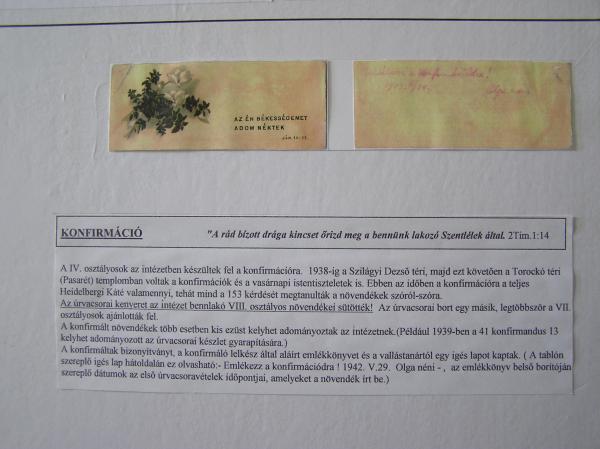 AZ ÉN BÉKESSÉGEMET
ADOM NÉKTEK
KONFIRMÁCIÓ "A rád bízott drága kincset őrizd meg a bennünk lakozó Szentlélek által. 2Tim.1:14
A IV. osztályosok az intézetben készültek fel a konfirmációra. 1938-ig a Szilágyi Dezső téri, majd ezt követően a Torockó téri
(Pasarét) templomban voltak a konfirmációk és a vasárnapi istentiszteletek is. Ebben az időben a konfirmációra a teljes
Heidelbergi Káté valamennyi, tehát mind a 153 kérdését megtanulták a növendékek szóról-szóra.
Az úrvacsorai kenyeret az intézet bennlakó VIII. osztályos növendékei sütötték! Az úrvacsorai bort egy másik, legtöbbször a VII.
osztályos ajánlották fel.
A konfirmált növendékek több esetben kis ezüst kelyhet adományoztak az intézetnek.(Például 1939-ben a 41 konfirmandus 13
kelyhet adományozott az úrvacsorai készlet gyarapítására.)
A konfirmáltak bizonyítványt, a konfirmáló lelkész által aláírt emlékkönyvet és a vallástanártól egy igés lapot kaptak. ( A tablón
szereplő igés lap hátoldalán ez olvasható:- Emlékezz a konfirmációdra ! 1942. V.29. Olga néni - , az emlékkönyv belső borítóján
szereplő dátumok az első úrvacsoravételek időpontjai, amelyeket a növendék írt be.)